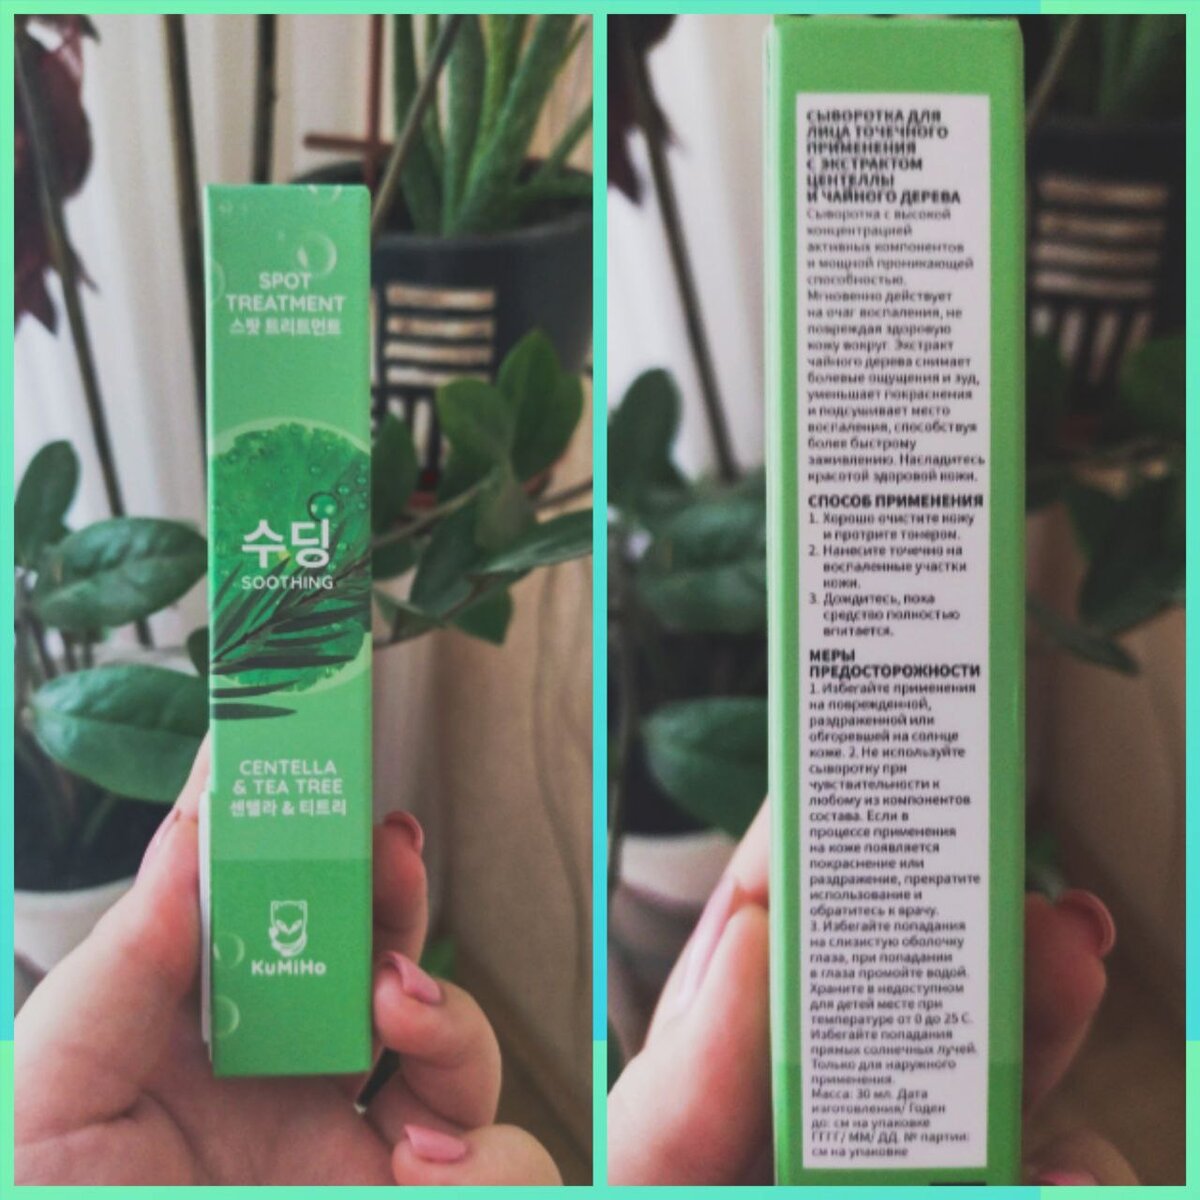 SPOT
TREATMENT
스팟 트리트먼트
수딩
SOOTHING
CENTELLA
& TEA TREE
센텔라 & 티트리
KuMiHo
СЫВОРОТКА ДЛЯ
ЛИЦА ТОЧЕЧНОГО
ПРИМЕНЕНИЯ
С ЭКСТРАКТОМ
ЦЕНТЕЛЛЫ
И ЧАЙНОГО ДЕРЕВА
Сыворотка с высокой
концентрацией
активных компонентов
и мощной проникающей
способностью.
Мгновенно действует
на очаг воспаления, не
повреждая здоровую
кожу вокруг. Экстракт
чайного дерева снимает
болевые ощущения и зуд,
уменьшает покраснения
и подсушивает место
воспаления, способствуя
более быстрому
заживлению. Насладитесь
красотой здоровой кожи.
СПОСОБ ПРИМЕНЕНИЯ
1. Хорошо очистите кожу
и протрите тонером.
2. Нанесите точечно на
воспаленные участки
кожи.
3. Дождитесь, пока
средство полностью
впитается.
МЕРЫ
ПРЕДОСТОРОЖНОСТИ
1. Избегайте применения
на поврежденной,
раздраженной или
обгоревшей на солнце
коже. 2. Не используйте
сыворотку при
чувствительности к
любому из компонентов
состава. Если в
процессе применения
на коже появляется
покраснение или
раздражение, прекратите
использование и
обратитесь к врачу.
3. Избегайте попадания
на слизистую оболочку
глаза, при попадании
в глаза промойте водой.
Храните в недоступном
для детей месте при
температуре от 0 до 25 С.
Избегайте попадания
прямых солнечных лучей.
Только для наружного
применения.
Масса: 30 мл. Дата
изготовления/ Годен
до: см на упаковке
ГГГГ/ ММ/ ДД. № партии:
см на упаковке